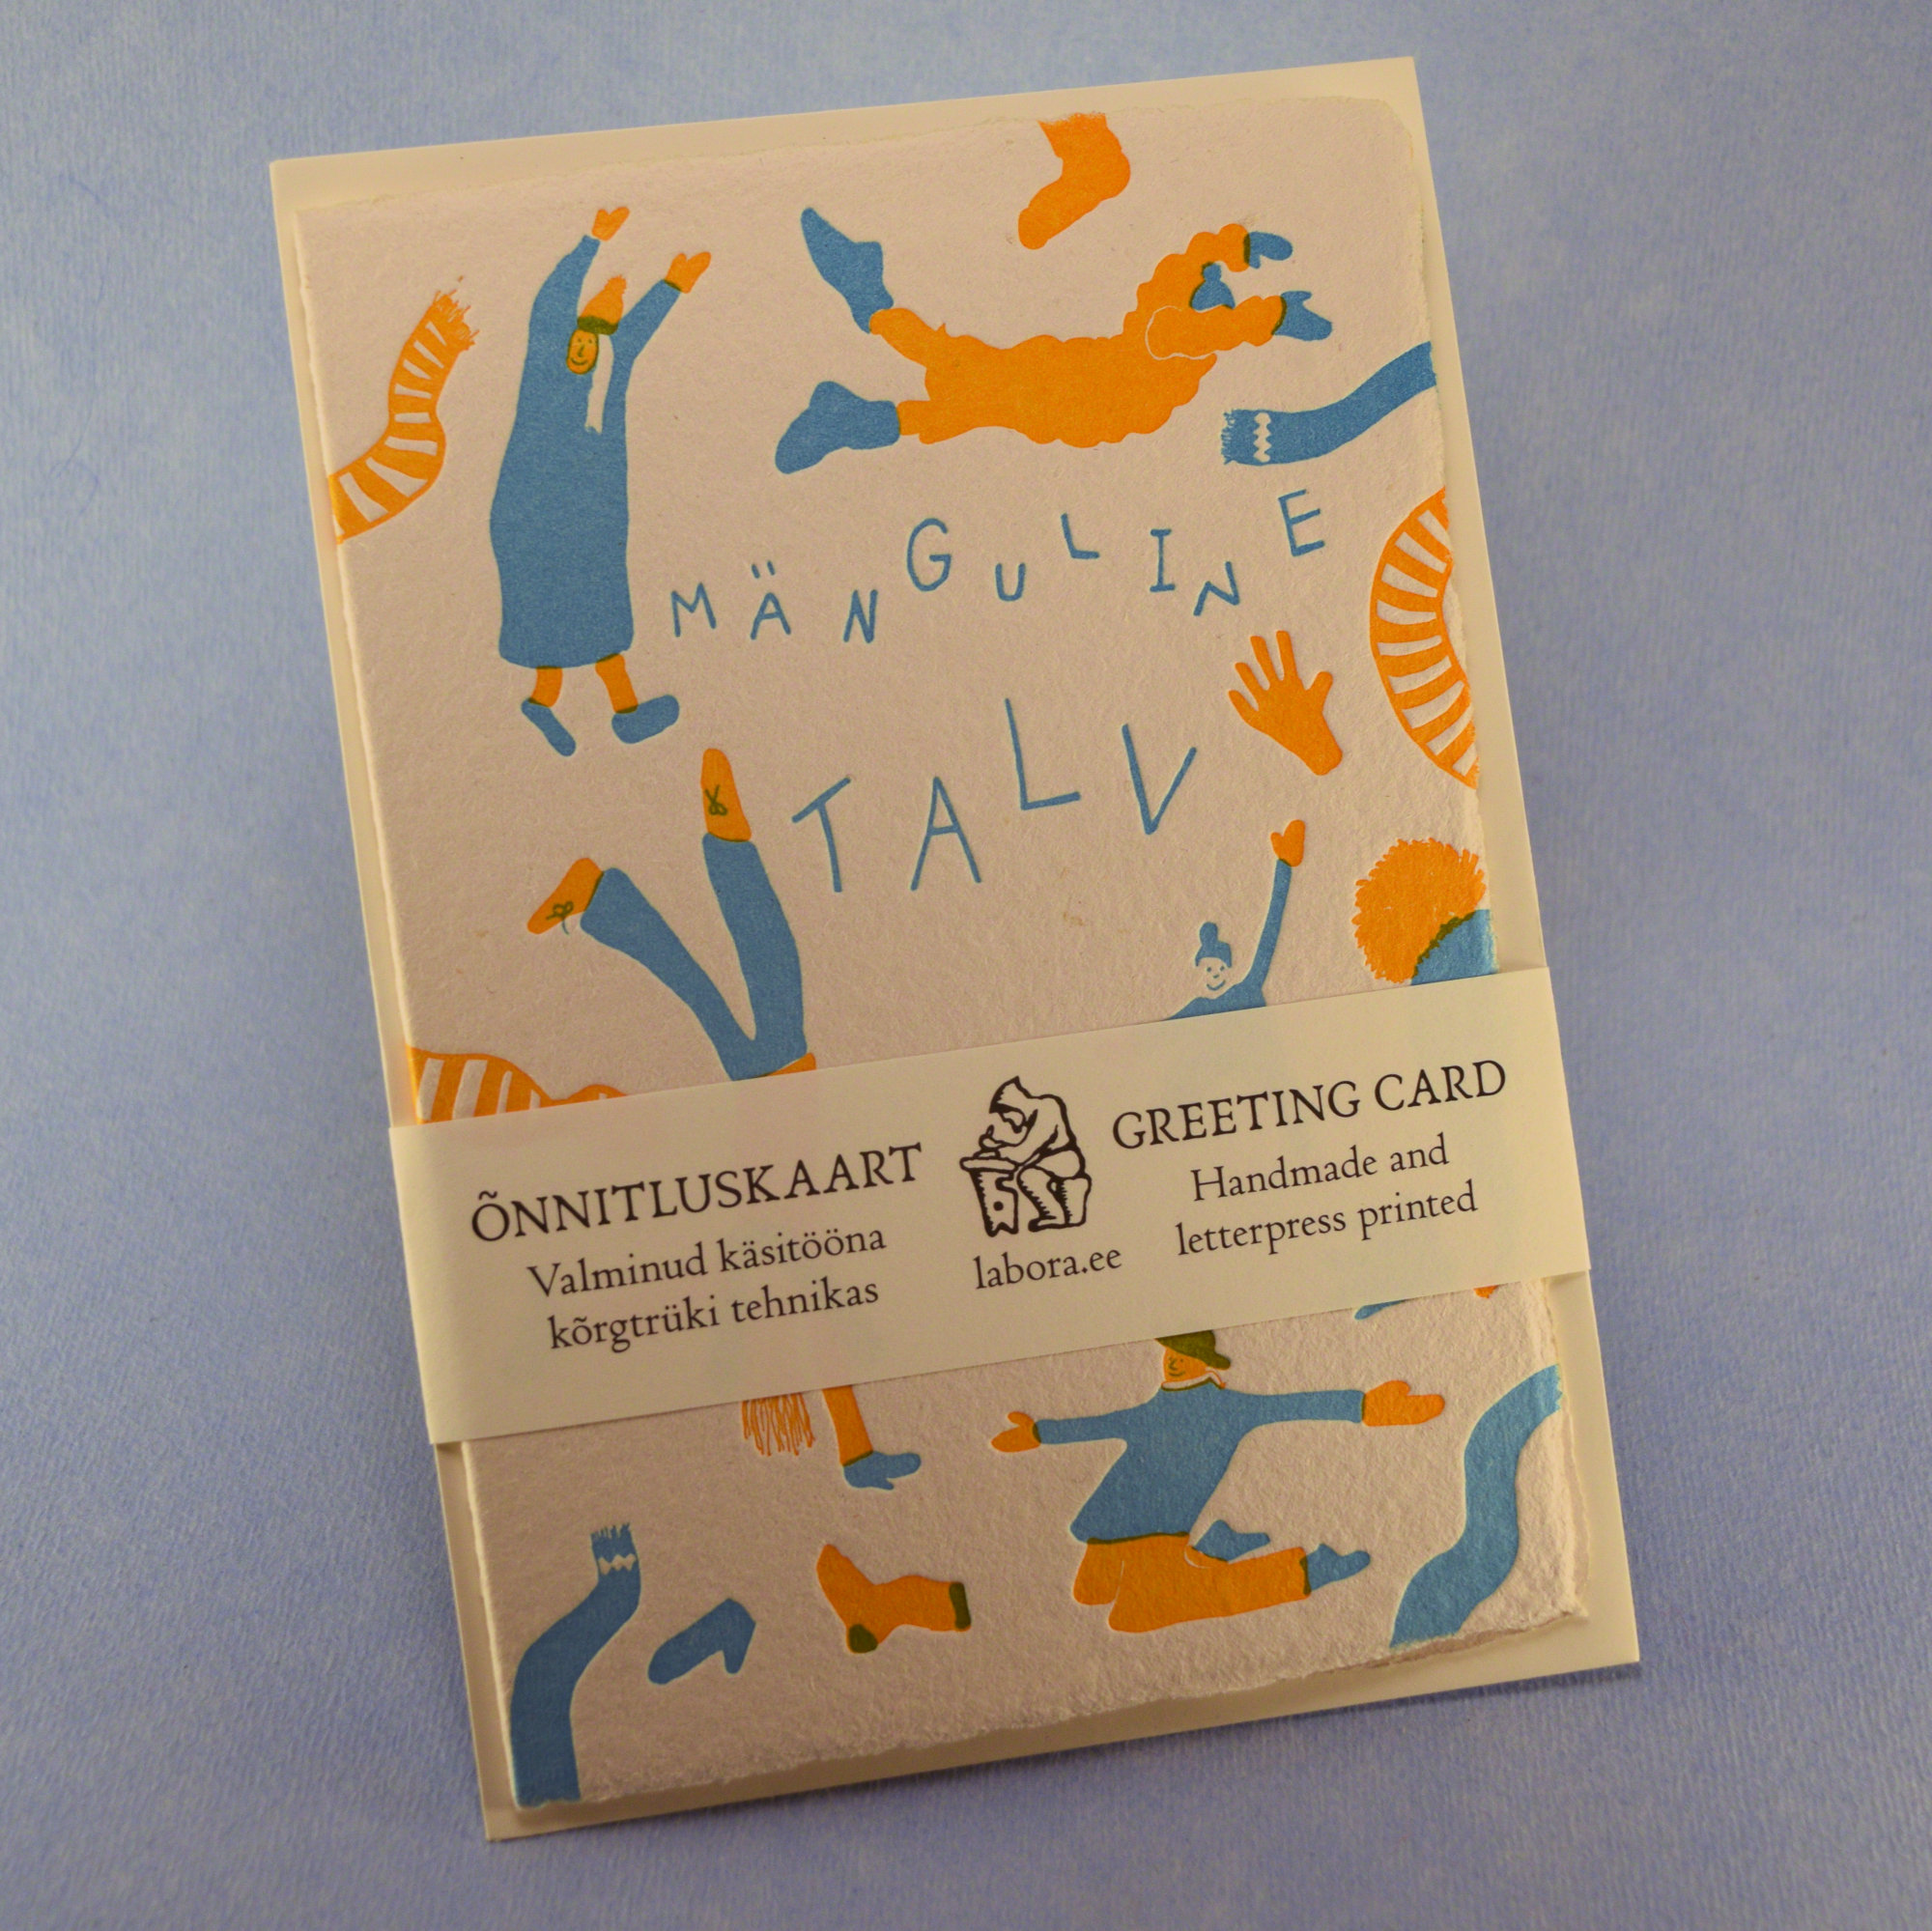 MÄNGULINE
TALV
ÕNNITLUSKAART
Valminud käsitööna
kõrgtrüki tehnikas
labora.ee
GREETING CARD
Handmade and
letterpress printed